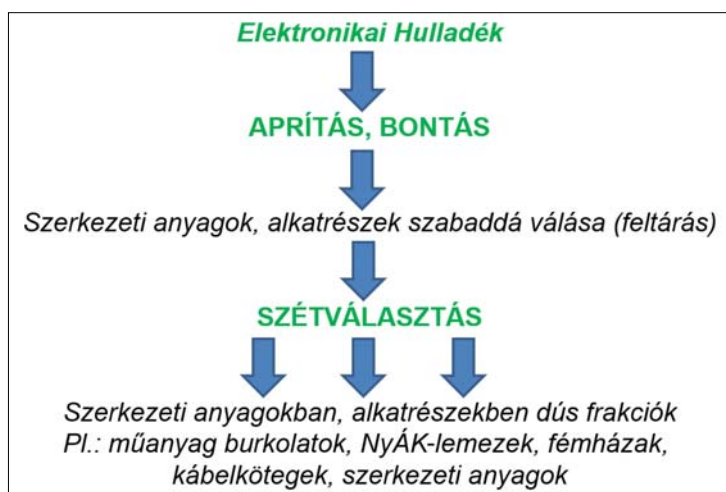 Elektronikai Hulladék
APRÍTÁS, BONTÁS
Szerkezeti anyagok, alkatrészek szabaddá válása (feltárás)
SZÉTVÁLASZTÁS
Szerkezeti anyagokban, alkatrészekben dús frakciók
Pl.: műanyag burkolatok, NyÁK-lemezek, fémházak,
kábelkötegek, szerkezeti anyagok